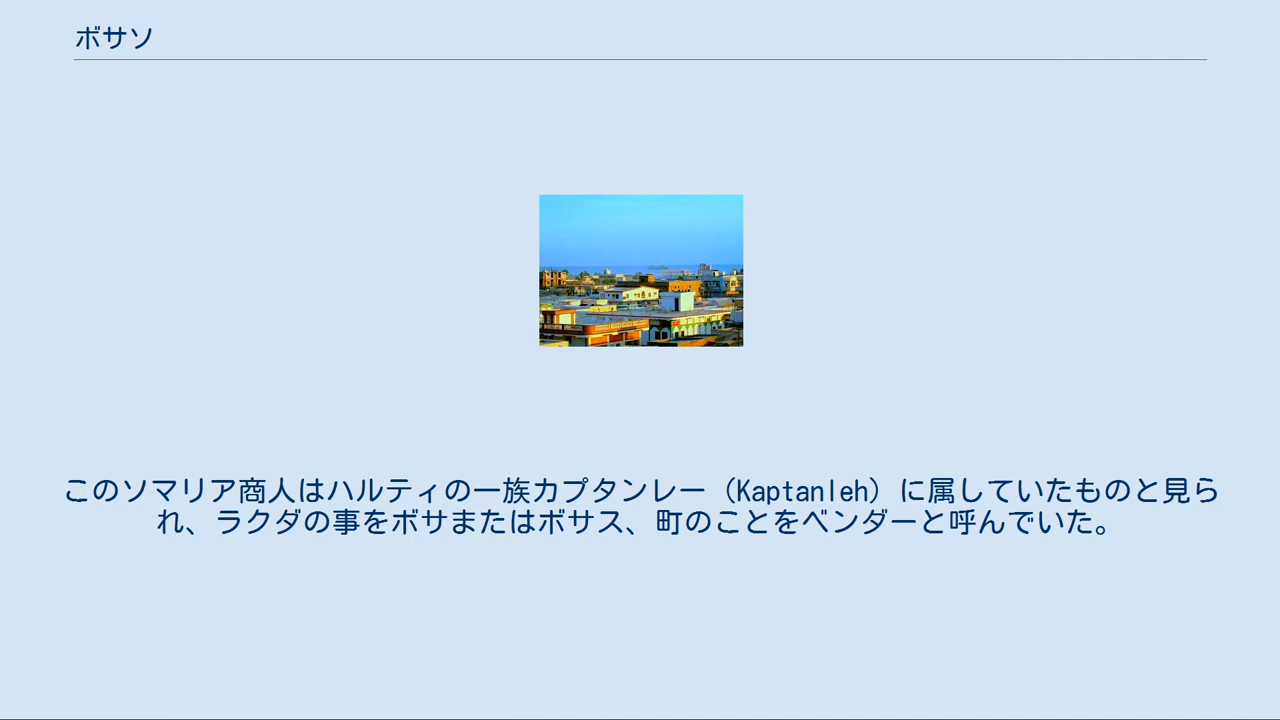 ボサソ
このソマリア商人はハルティの一族カプタンレー（Kaptanleh）に属していたものと見ら
れ、ラクダの事をボサまたはボサス、町のことをベンダーと呼んでいた。